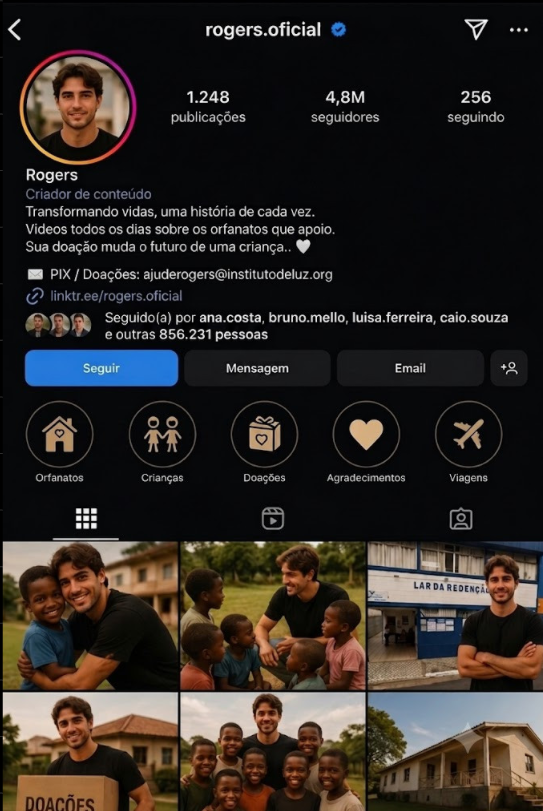 rogers.oficial
1.248
publicações
4,8M
seguidores
256
seguindo
Rogers
Criador de conteúdo
Transformando vidas, uma história de cada vez.
Vídeos todos os dias sobre os orfanatos que apoio.
Sua doação muda o futuro de uma criança.. 🤍
✉️ PIX / Doações: ajuderogers@institutodeluz.org
linktr.ee/rogers.oficial
Seguido(a) por ana.costa, bruno.mello, luisa.ferreira, caio.souza
e outras 856.231 pessoas
Seguir
Mensagem
Email
Orfanatos
Crianças
Doações
Agradecimentos
Viagens
LAR DA REDENÇÃO
DOAÇÕES